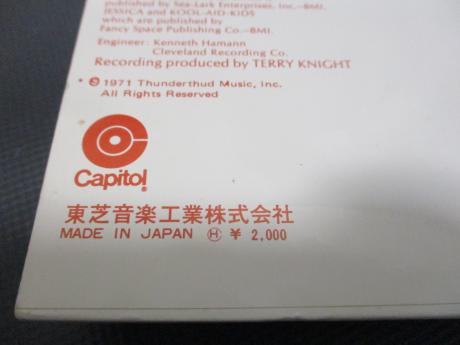 published by Sea-Lark Enterprises, Inc.—BMI.
JESSICA and KOOL-AID-KIDS
which are published by
Fancy Space Publishing Co.—BMI.
Engineer: Kenneth Hamann
Cleveland Recording Co.
Recording produced by TERRY KNIGHT
• Ⓢ1971 Thunderthud Music, Inc.
All Rights Reserved
Capitol
東芝音楽工業株式会社
MADE IN JAPAN Ⓗ ¥ 2,000